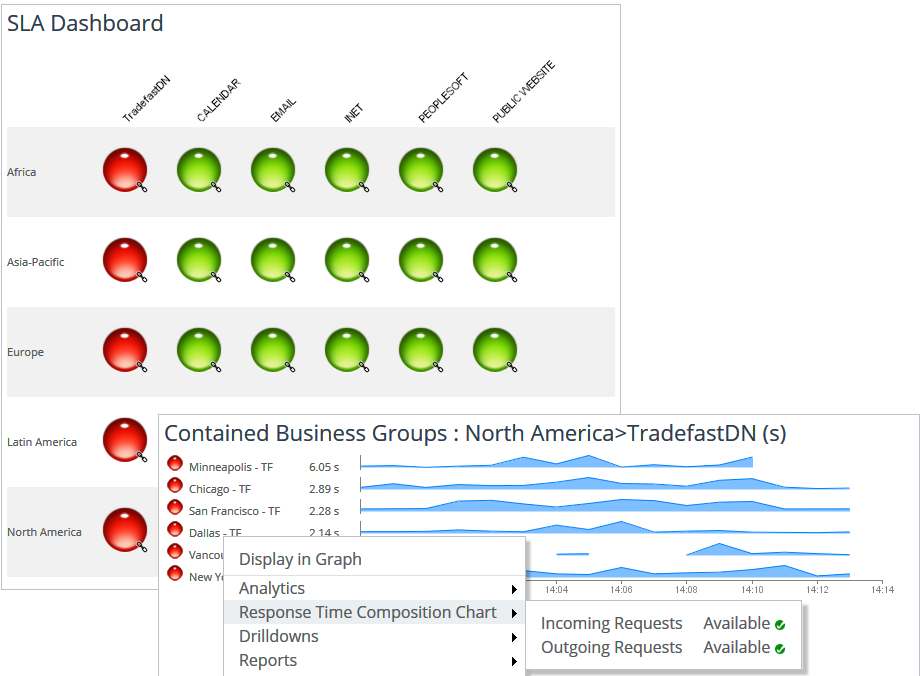 SLA Dashboard
TradefastDN CALENDAR EMAIL INET PEOPLESOFT PUBLIC WEBSITE
Africa
Asia-Pacific
Europe
Latin America
North America
Contained Business Groups : North America>TradefastDN (s)
Minneapolis - TF 6.05 s
Chicago - TF 2.89 s
San Francisco - TF 2.28 s
Dallas - TF 2.14 s
Vancou
New Yo
14:04 14:06 14:08 14:10 14:12 14:14
Display in Graph
Analytics
Response Time Composition Chart
Drilldowns
Reports
Incoming Requests Available
Outgoing Requests Available